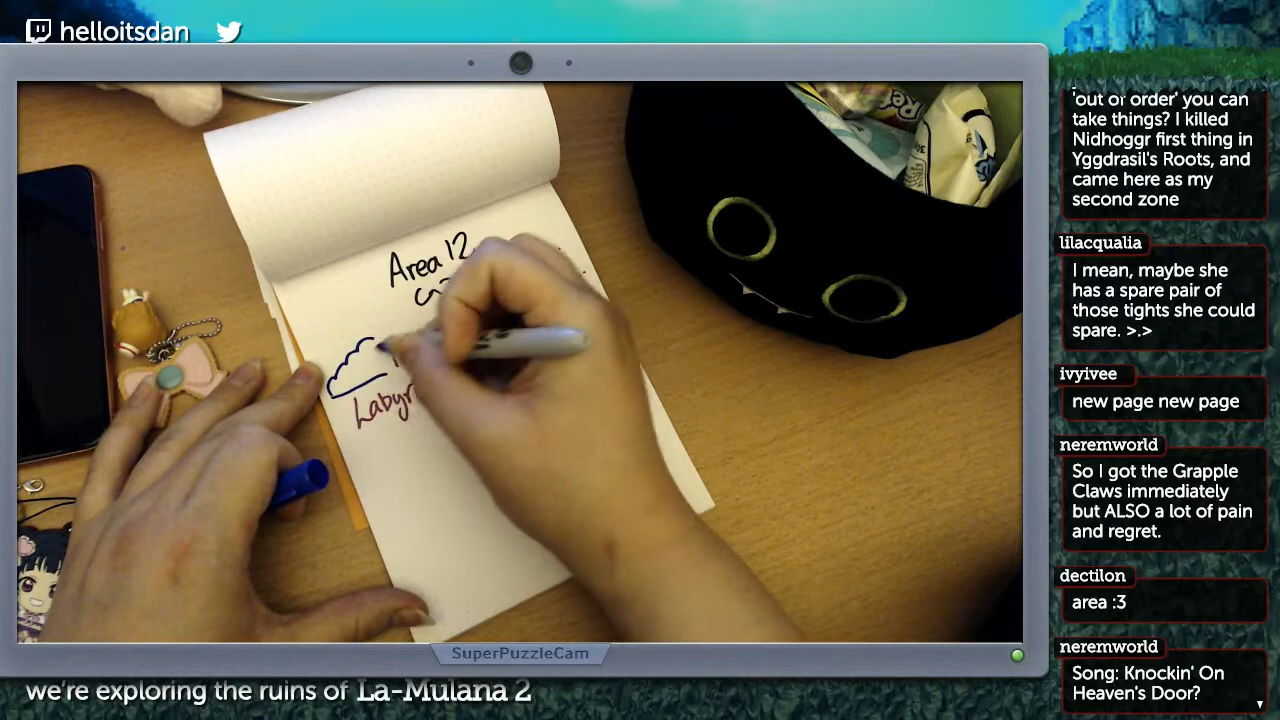 helloitsdan
Area 12
Labyr
SuperPuzzleCam
we're exploring the ruins of La-Mulana 2
'out of order' you can
take things? I killed
Nidhoggr first thing in
Yggdrasil's Roots, and
came here as my
second zone
lilacqualia
I mean, maybe she
has a spare pair of
those tights she could
spare. >.>
ivyivee
new page new page
neremworld
So I got the Grapple
Claws immediately
but ALSO a lot of pain
and regret.
dectilon
area :3
neremworld
Song: Knockin' On
Heaven's Door?